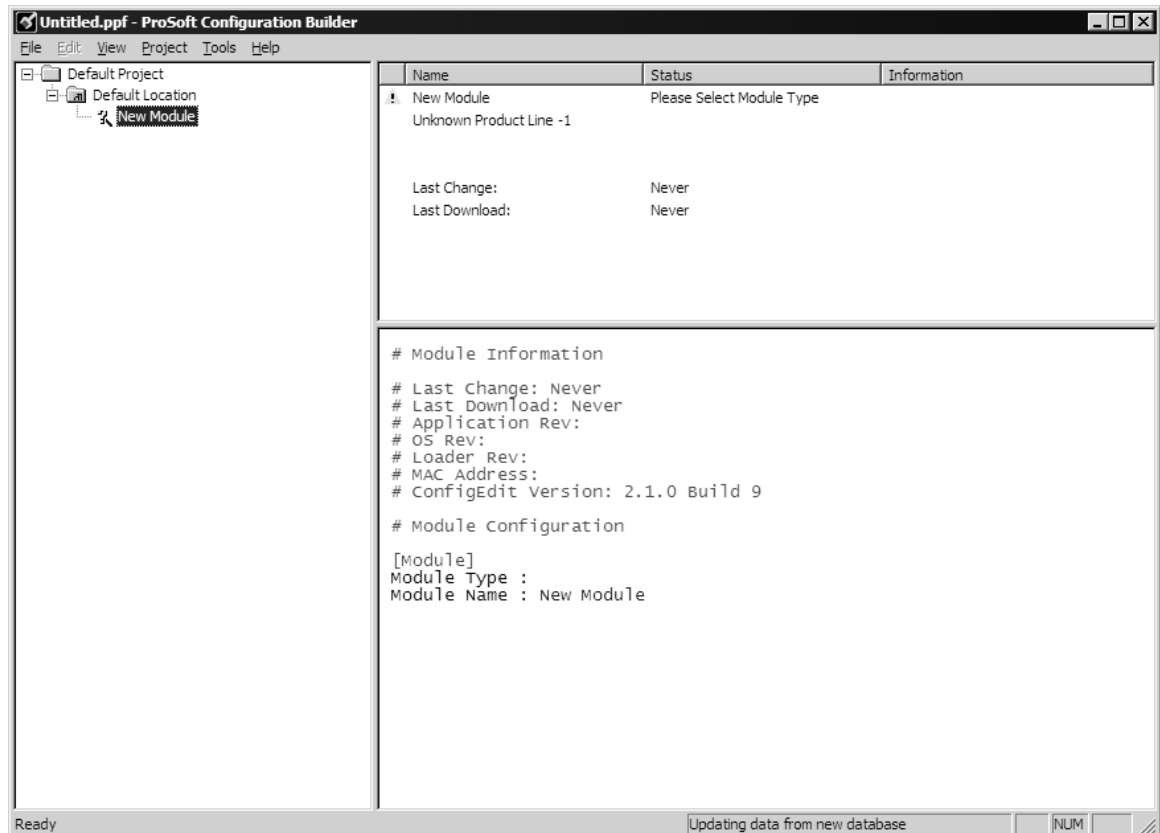 Untitled.ppf - ProSoft Configuration Builder
File Edit View Project Tools Help
Default Project
Default Location
New Module
Name Status Information
New Module Please Select Module Type
Unknown Product Line -1
Last Change: Never
Last Download: Never
# Module Information
# Last Change: Never
# Last Download: Never
# Application Rev:
# OS Rev:
# Loader Rev:
# MAC Address:
# ConfigEdit Version: 2.1.0 Build 9
# Module Configuration
[Module]
Module Type :
Module Name : New Module
Ready Updating data from new database NUM